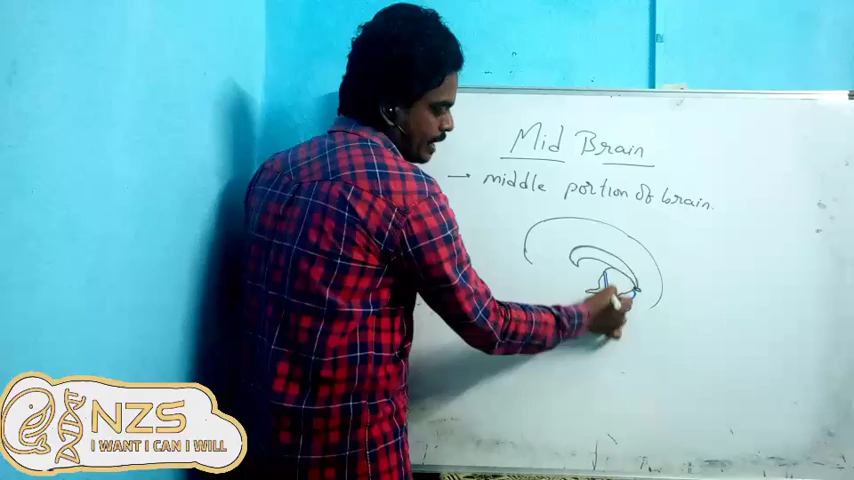 Mid Brain
→ middle portion of brain.
NZS
I WANT I CAN I WILL